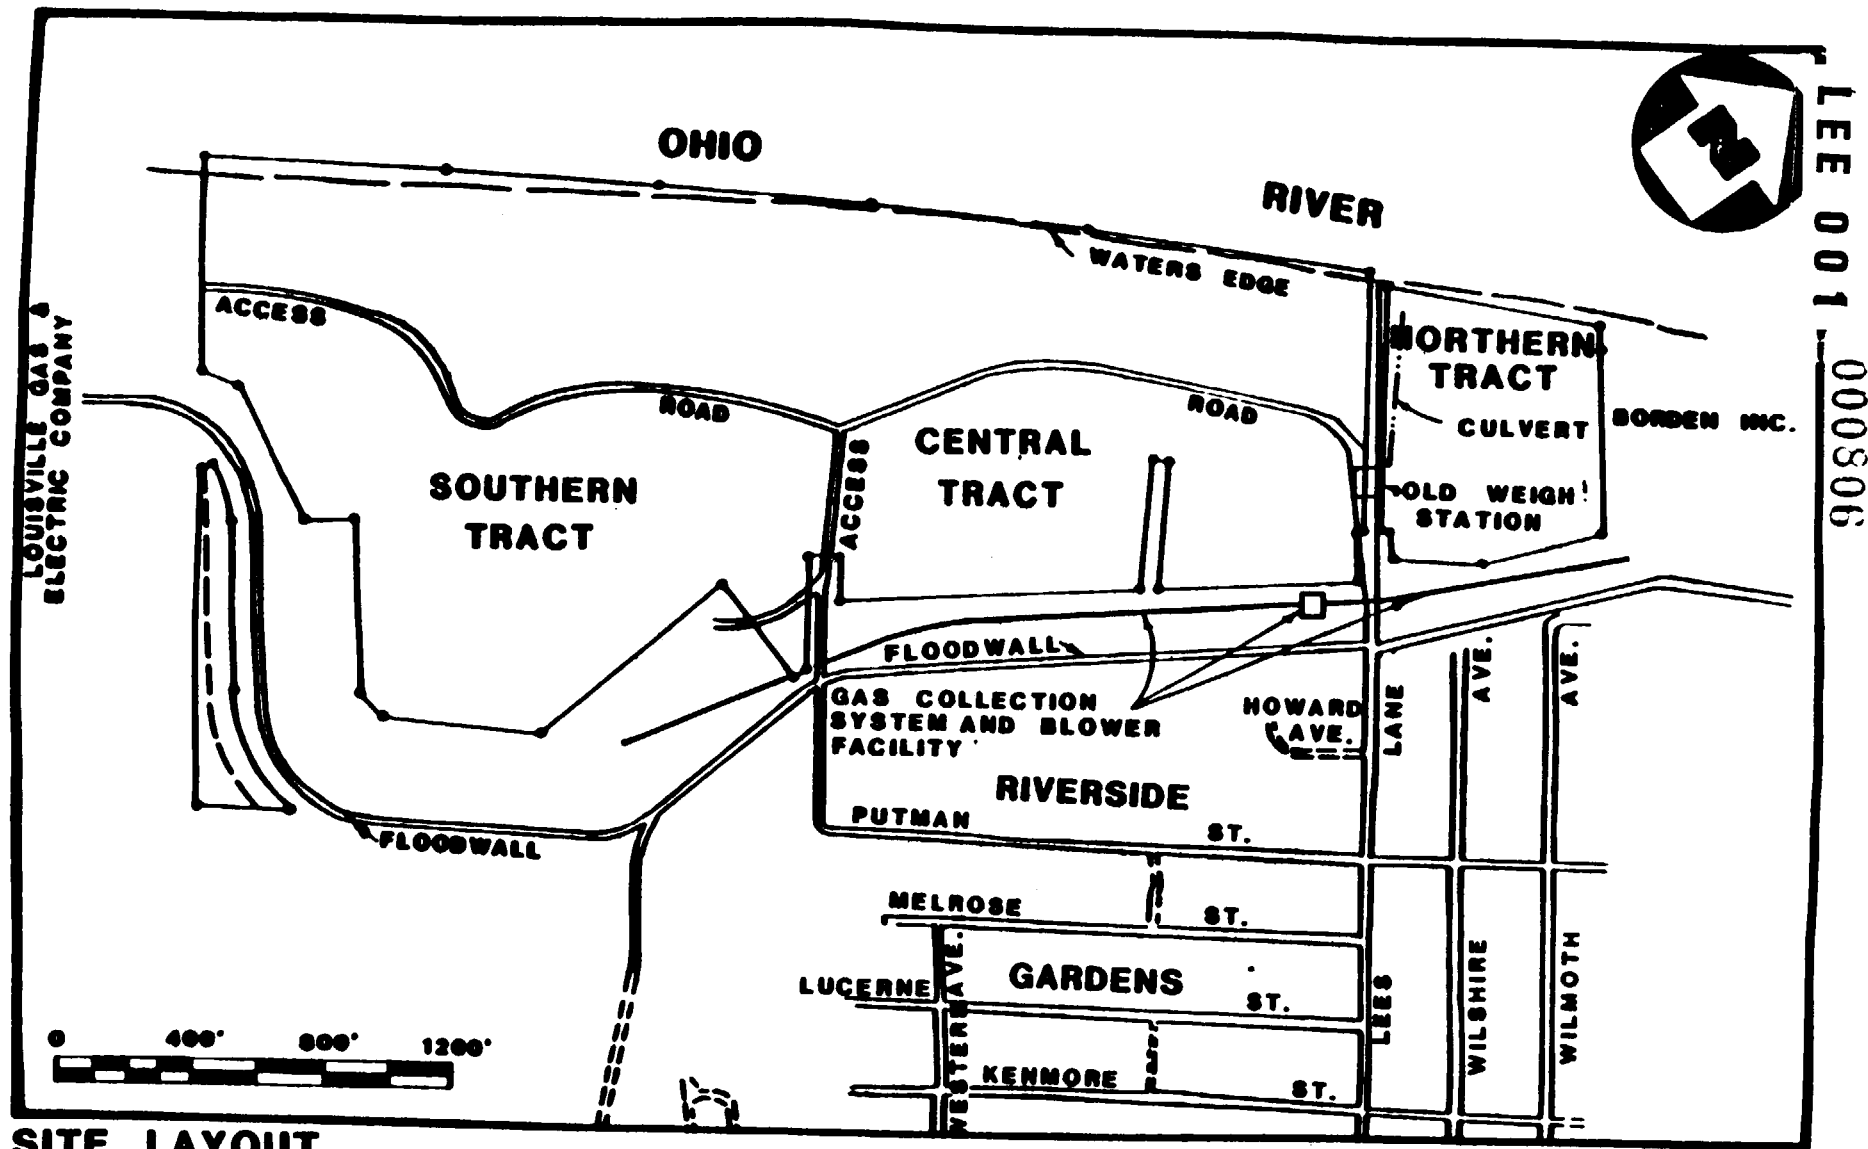 OHIO
RIVER
N
LEE 001
000806
WATERS EDGE
ACCESS
ROAD
ROAD
NORTHERN
TRACT
CULVERT
BORDEN INC.
OLD WEIGH
STATION
LOUISVILLE GAS &
ELECTRIC COMPANY
SOUTHERN
TRACT
ACCESS
CENTRAL
TRACT
FLOODWALL
GAS COLLECTION
SYSTEM AND BLOWER
FACILITY
HOWARD
AVE.
LANE
AVE.
AVE.
RIVERSIDE
PUTMAN ST.
FLOODWALL
MELROSE ST.
GARDENS
LUCERNE ST.
WESTERN AVE.
KENMORE ST.
LEES
WILSHIRE
WILMOTH
0 400' 800' 1200'
SITE LAYOUT